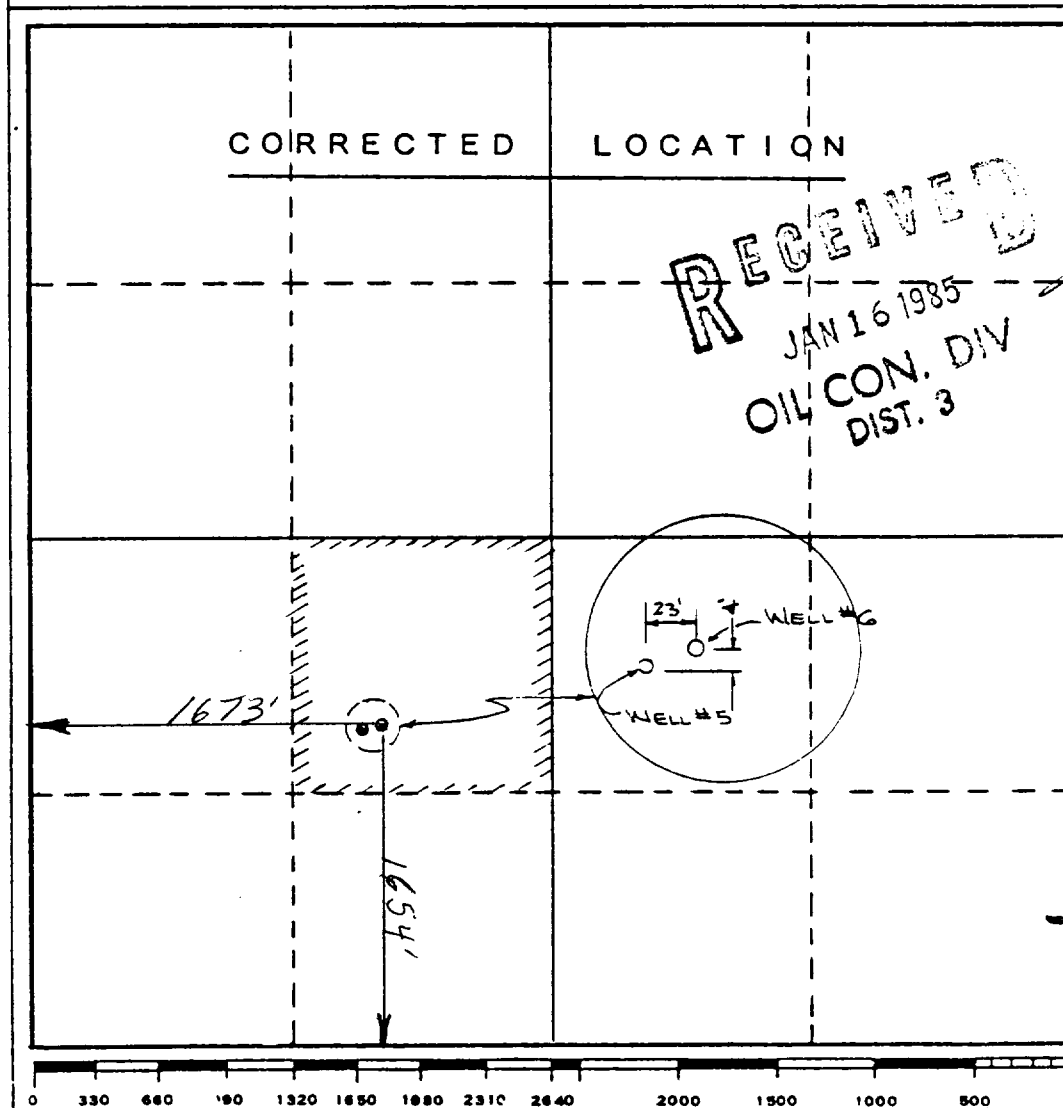 CORRECTED LOCATION
RECEIVED
JAN 16 1985
OIL CON. DIV
DIST. 3
23'
WELL #6
WELL #5
1673'
1654'
0 330 660 190 1320 1650 1980 2310 2640 2000 1500 1000 500